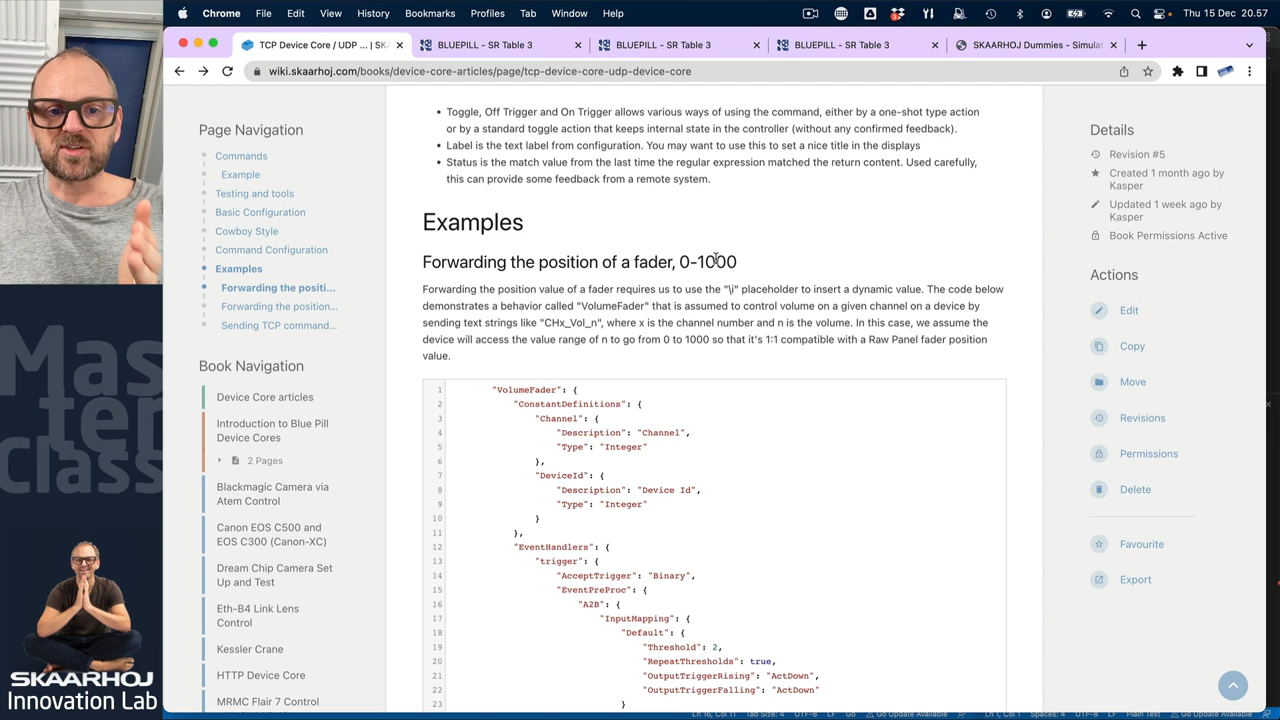 Chrome File Edit View History Bookmarks Profiles Tab Window Help
Thu 15 Dec 20.57
TCP Device Core / UDP ... | SK
BLUEPILL - SR Table 3
BLUEPILL - SR Table 3
BLUEPILL - SR Table 3
SKAARHOJ Dummies - Simulat
wiki.skaarhoj.com/books/device-core-articles/page/tcp-device-core-udp-device-core
Page Navigation
Commands
Example
Testing and tools
Basic Configuration
Cowboy Style
Command Configuration
Examples
Forwarding the positi...
Forwarding the position...
Sending TCP command...
Book Navigation
Device Core articles
Introduction to Blue Pill
Device Cores
2 Pages
Blackmagic Camera via
Atem Control
Canon EOS C500 and
EOS C300 (Canon-XC)
Dream Chip Camera Set
Up and Test
Eth-B4 Link Lens
Control
Kessler Crane
HTTP Device Core
MRMC Flair 7 Control
• Toggle, Off Trigger and On Trigger allows various ways of using the command, either by a one-shot type action
or by a standard toggle action that keeps internal state in the controller (without any confirmed feedback).
• Label is the text label from configuration. You may want to use this to set a nice title in the displays
• Status is the match value from the last time the regular expression matched the return content. Used carefully,
this can provide some feedback from a remote system.
Examples
Forwarding the position of a fader, 0-1000
Forwarding the position value of a fader requires us to use the "\i" placeholder to insert a dynamic value. The code below
demonstrates a behavior called "VolumeFader" that is assumed to control volume on a given channel on a device by
sending text strings like "CHx_Vol_n", where x is the channel number and n is the volume. In this case, we assume the
device will access the value range of n to go from 0 to 1000 so that it's 1:1 compatible with a Raw Panel fader position
value.
1 "VolumeFader": {
2 "ConstantDefinitions": {
3 "Channel": {
4 "Description": "Channel",
5 "Type": "Integer"
6 },
7 "DeviceId": {
8 "Description": "Device Id",
9 "Type": "Integer"
10 }
11 },
12 "EventHandlers": {
13 "trigger": {
14 "AcceptTrigger": "Binary",
15 "EventPreProc": {
16 "A2B": {
17 "InputMapping": {
18 "Default": {
19 "Threshold": 2,
20 "RepeatThresholds": true,
21 "OutputTriggerRising": "ActDown",
22 "OutputTriggerFalling": "ActDown"
23 }
Details
Revision #5
Created 1 month ago by
Kasper
Updated 1 week ago by
Kasper
Book Permissions Active
Actions
Edit
Copy
Move
Revisions
Permissions
Delete
Favourite
Export
Mas
ter
Class
SKAARHOJ
Innovation Lab